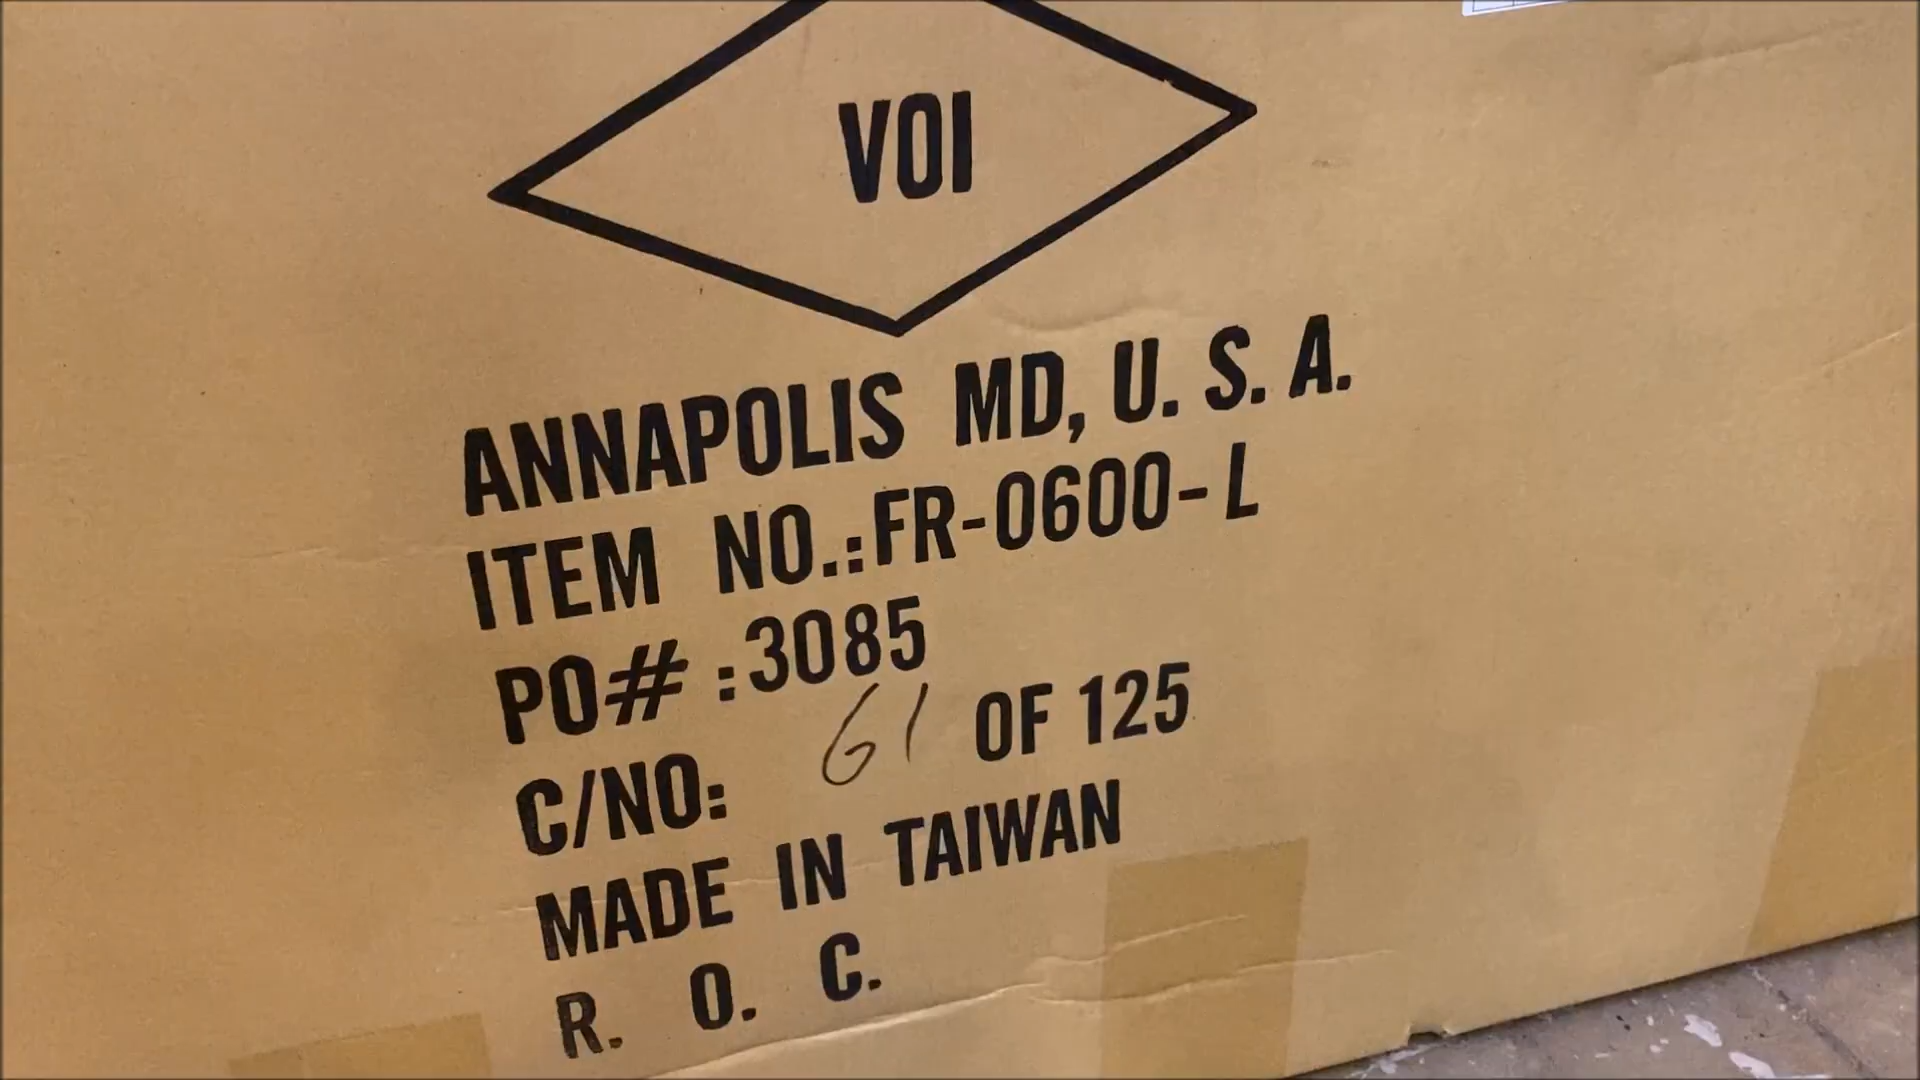 VOI
ANNAPOLIS MD, U. S. A.
ITEM NO.:FR-0600-L
PO# :3085
C/NO: 61 OF 125
MADE IN TAIWAN
R. O. C.